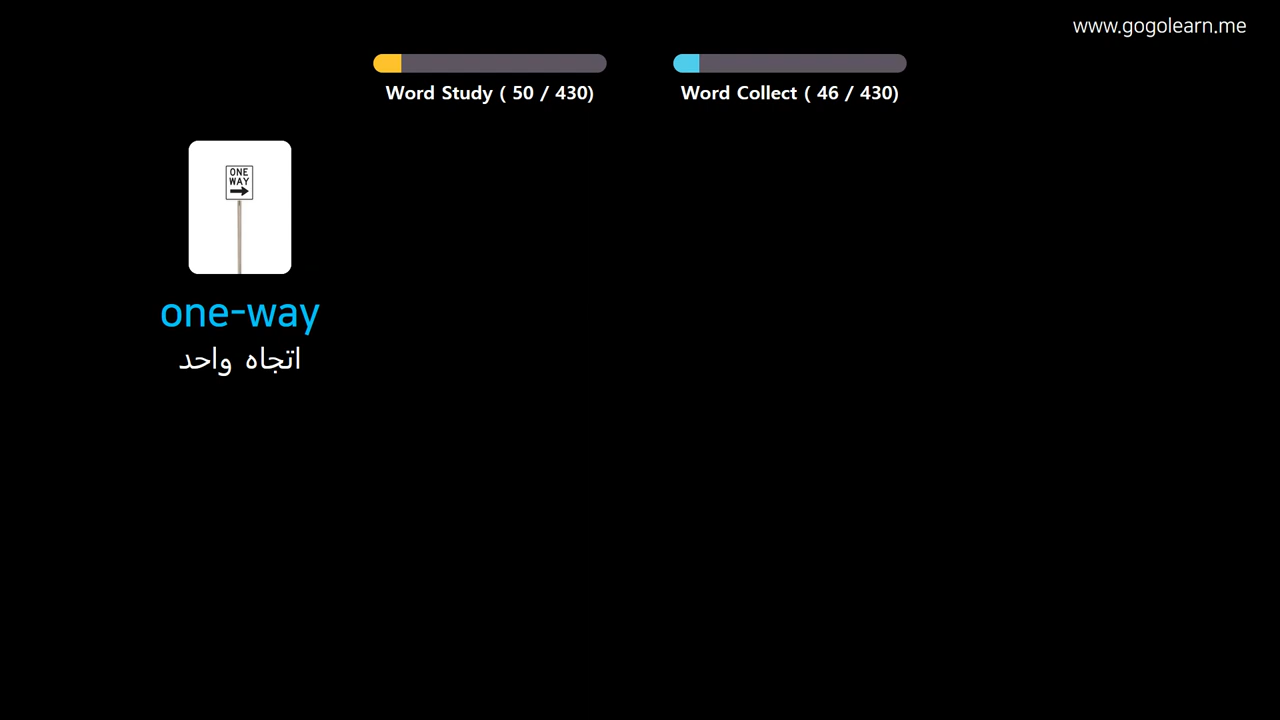 www.gogolearn.me
Word Study ( 50 / 430)
Word Collect ( 46 / 430)
ONE
WAY
one-way
اتجاه واحد